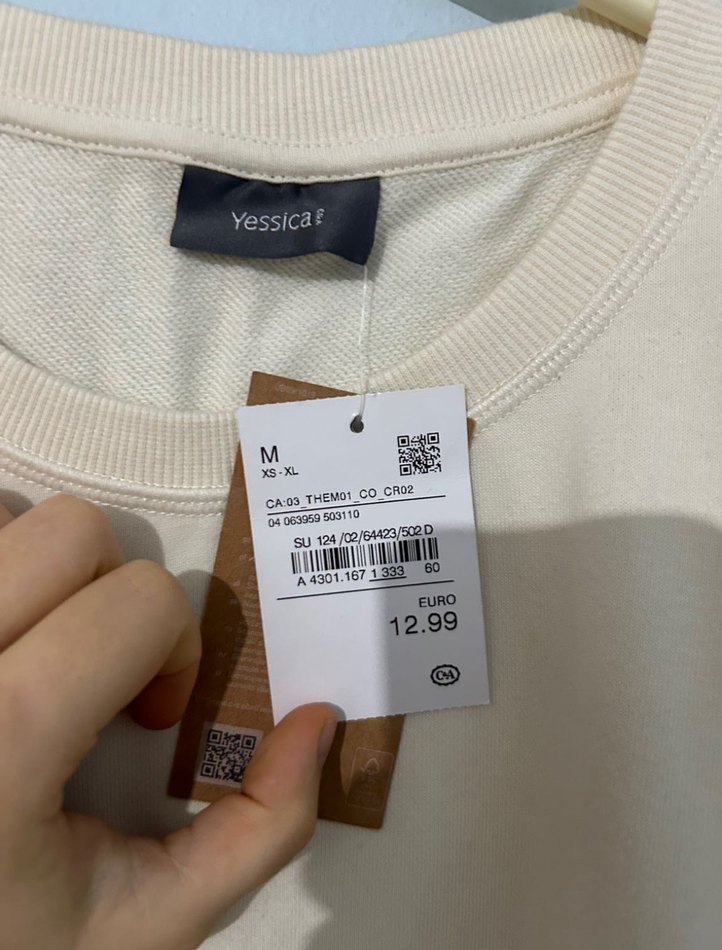 Yessica
C&A
M
XS - XL
CA:03_THEM01_CO_CR02
04 063959 503110
SU 124 /02/64423/502 D
A 4301.167 1 333 60
EURO
12.99
C&A